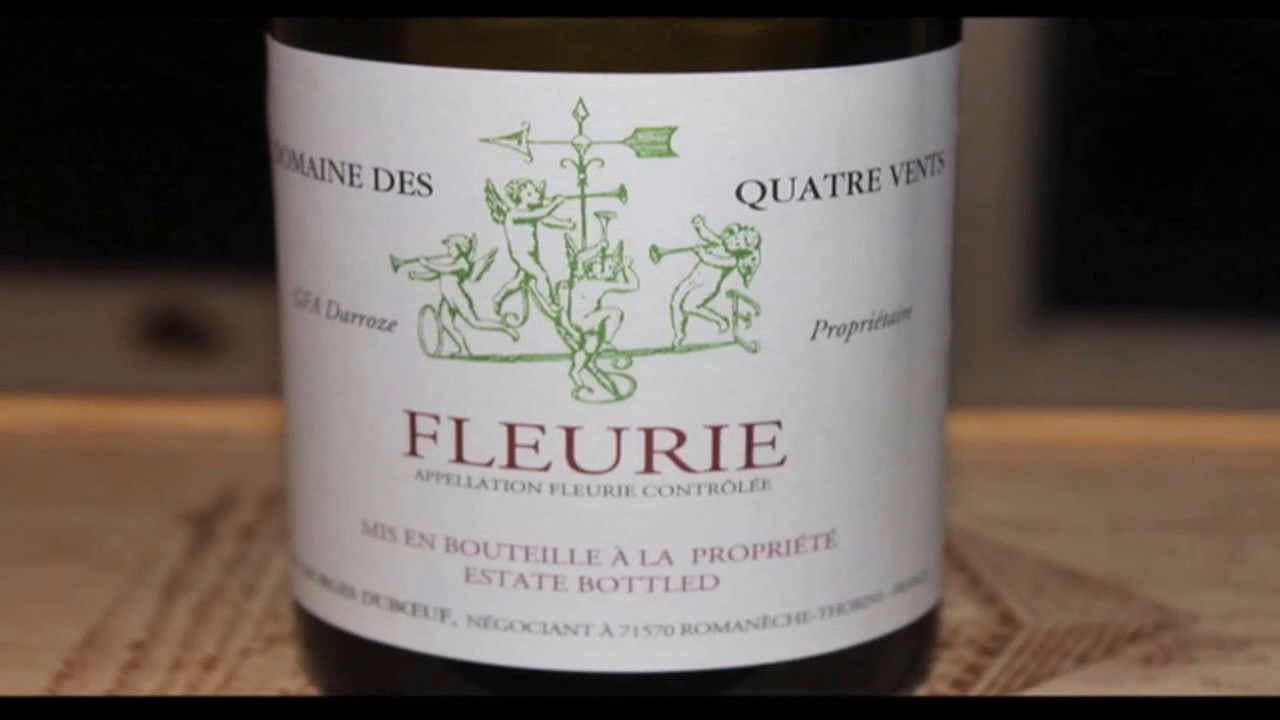 DOMAINE DES QUATRE VENTS
GFA Darroze Propriétaire
FLEURIE
APPELLATION FLEURIE CONTRÔLÉE
MIS EN BOUTEILLE À LA PROPRIÉTÉ
ESTATE BOTTLED
DUBŒUF, NÉGOCIANT À 71570 ROMANÈCHE-THORINS - FRANCE